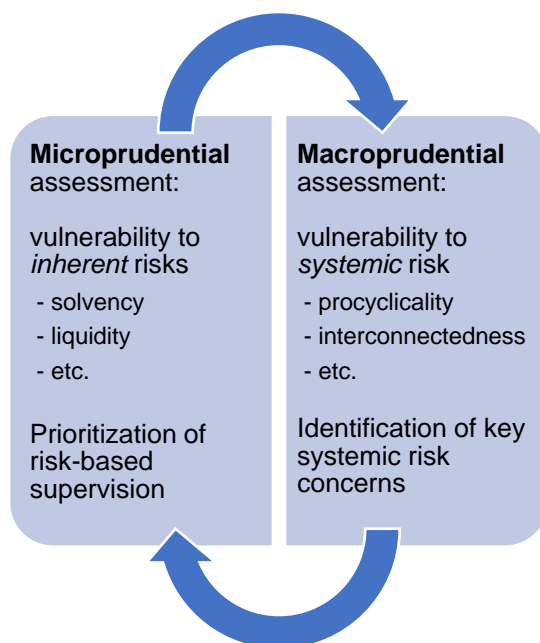 Microprudential
assessment:
vulnerability to
inherent risks
- solvency
- liquidity
- etc.
Prioritization of
risk-based
supervision
Macroprudential
assessment:
vulnerability to
systemic risk
- procyclicality
- interconnectedness
- etc.
Identification of key
systemic risk
concerns